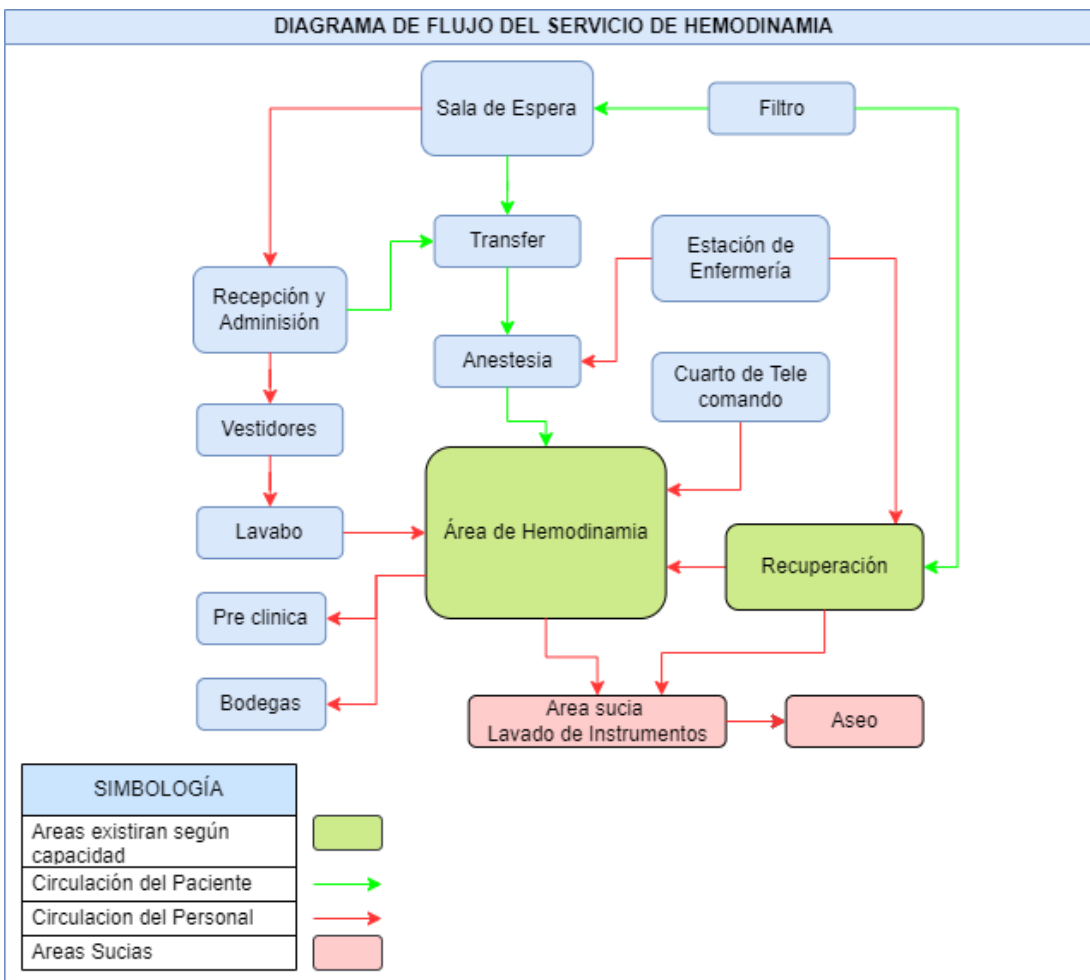 DIAGRAMA DE FLUJO DEL SERVICIO DE HEMODINAMIA
Sala de Espera
Filtro
Transfer
Estación de
Enfermería
Recepción y
Adminisión
Anestesia
Cuarto de Tele
comando
Vestidores
Lavabo
Área de Hemodinamia
Recuperación
Pre clinica
Bodegas
Area sucia
Lavado de Instrumentos
Aseo
SIMBOLOGÍA
Areas existiran según
capacidad
Circulación del Paciente
Circulacion del Personal
Areas Sucias